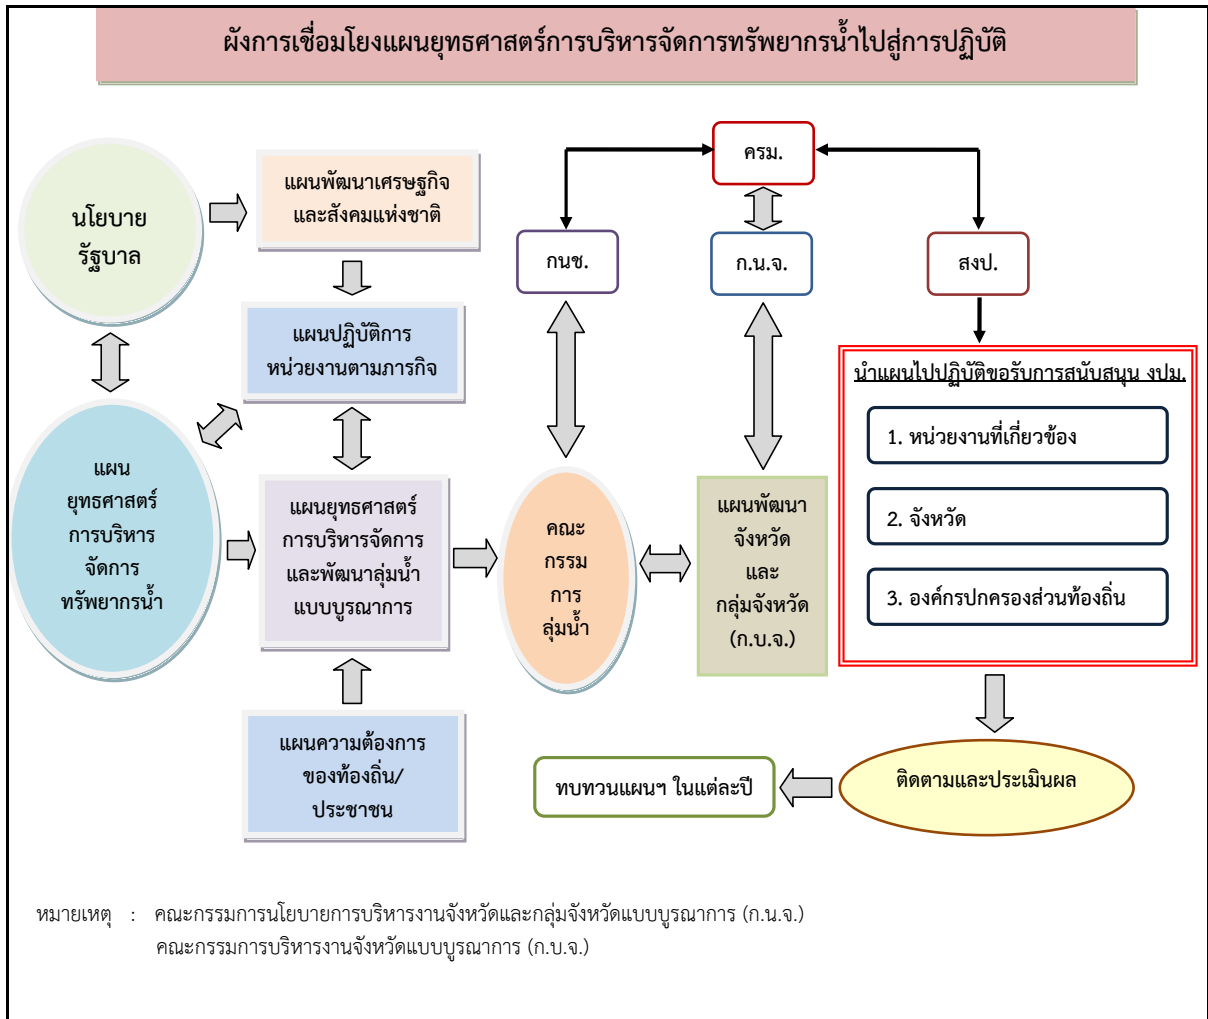 ผังการเชื่อมโยงแผนยุทธศาสตร์การบริหารจัดการทรัพยากรน้ำไปสู่การปฏิบัติ
นโยบาย
รัฐบาล
แผนพัฒนาเศรษฐกิจ
และสังคมแห่งชาติ
ครม.
กนช.
ก.น.จ.
สงป.
แผนปฏิบัติการ
หน่วยงานตามภารกิจ
นำแผนไปปฏิบัติขอรับการสนับสนุน งปม.
1. หน่วยงานที่เกี่ยวข้อง
2. จังหวัด
3. องค์กรปกครองส่วนท้องถิ่น
แผน
ยุทธศาสตร์
การบริหาร
จัดการ
ทรัพยากรน้ำ
แผนยุทธศาสตร์
การบริหารจัดการ
และพัฒนาลุ่มน้ำ
แบบบูรณาการ
คณะ
กรรม
การ
ลุ่มน้ำ
แผนพัฒนา
จังหวัด
และ
กลุ่มจังหวัด
(ก.บ.จ.)
แผนความต้องการ
ของท้องถิ่น/
ประชาชน
ทบทวนแผนฯ ในแต่ละปี
ติดตามและประเมินผล
หมายเหตุ : คณะกรรมการนโยบายการบริหารงานจังหวัดและกลุ่มจังหวัดแบบบูรณาการ (ก.น.จ.)
คณะกรรมการบริหารงานจังหวัดแบบบูรณาการ (ก.บ.จ.)